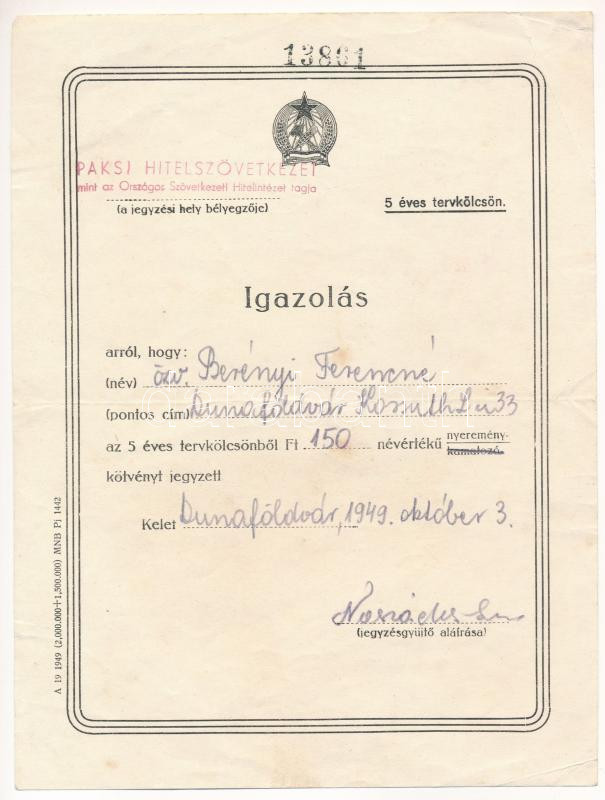 13861
PAKSI HITELSZÖVETKEZET
mint az Országos Szövetkezeti Hitelintézet tagja
(a jegyzési hely bélyegzője)
5 éves tervkölcsön.
Igazolás
arról, hogy:
(név) özv. Berényi Ferencné
(pontos cím) Dunaföldvár Kossuth L u 33
az 5 éves tervkölcsönből Ft 150 névértékű nyeremény-
kamatozó
kötvényt jegyzett
Kelet Dunaföldvár, 1949. október 3.
(jegyzésgyűjtő aláírása)
A 19 1949 (2,000.000+1,500.000) MNB Pj 1442